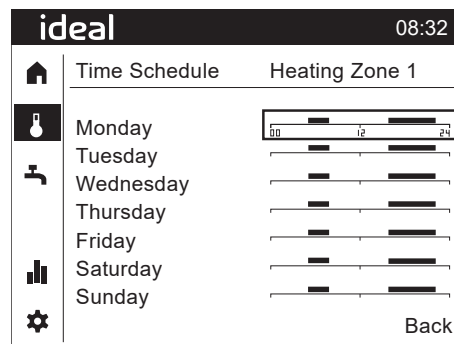 ideal 08:32
Time Schedule Heating Zone 1
Monday
00 12 24
Tuesday
Wednesday
Thursday
Friday
Saturday
Sunday
Back